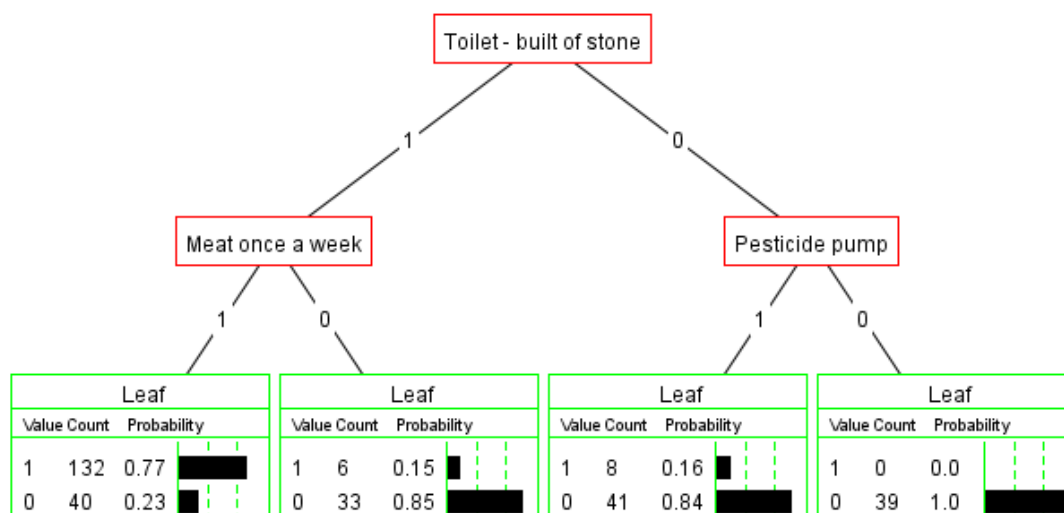 Toilet - built of stone
1 0
Meat once a week Pesticide pump
1 0 1 0
Leaf Leaf Leaf Leaf
Value Count Probability Value Count Probability Value Count Probability Value Count Probability
1 132 0.77 1 6 0.15 1 8 0.16 1 0 0.0
0 40 0.23 0 33 0.85 0 41 0.84 0 39 1.0